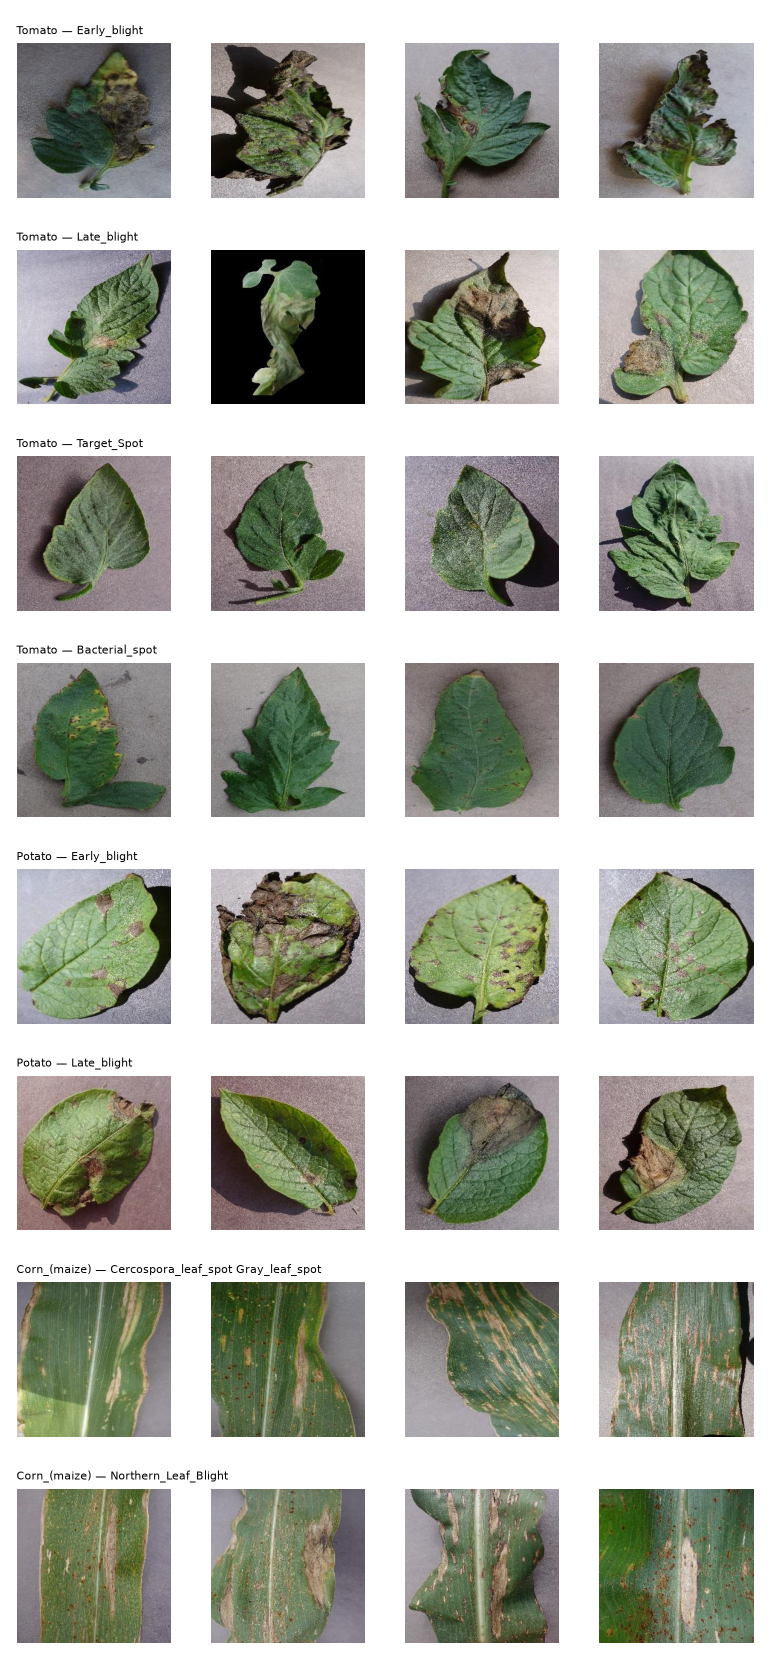 Tomato — Early_blight
Tomato — Late_blight
Tomato — Target_Spot
Tomato — Bacterial_spot
Potato — Early_blight
Potato — Late_blight
Corn_(maize) — Cercospora_leaf_spot Gray_leaf_spot
Corn_(maize) — Northern_Leaf_Blight